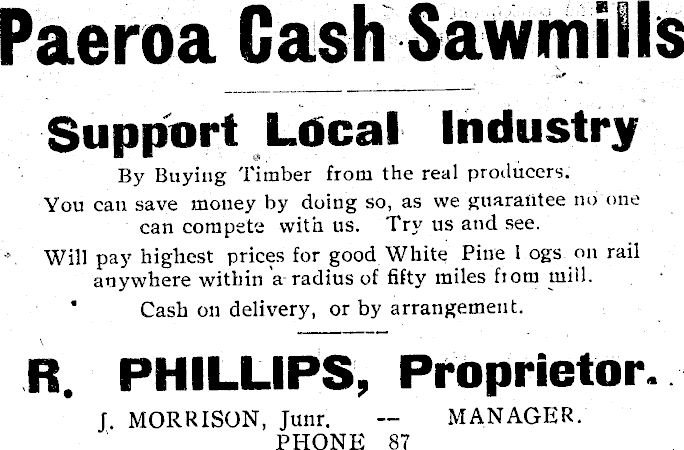 Paeroa Cash Sawmills
Support Local Industry
By Buying Timber from the real producers.
You can save money by doing so, as we guarantee no one
can compete with us. Try us and see.
Will pay highest prices for good White Pine Logs on rail
anywhere within a radius of fifty miles from mill.
Cash on delivery, or by arrangement.
R. PHILLIPS, Proprietor.
J. MORRISON, Junr. -- MANAGER.
PHONE 87